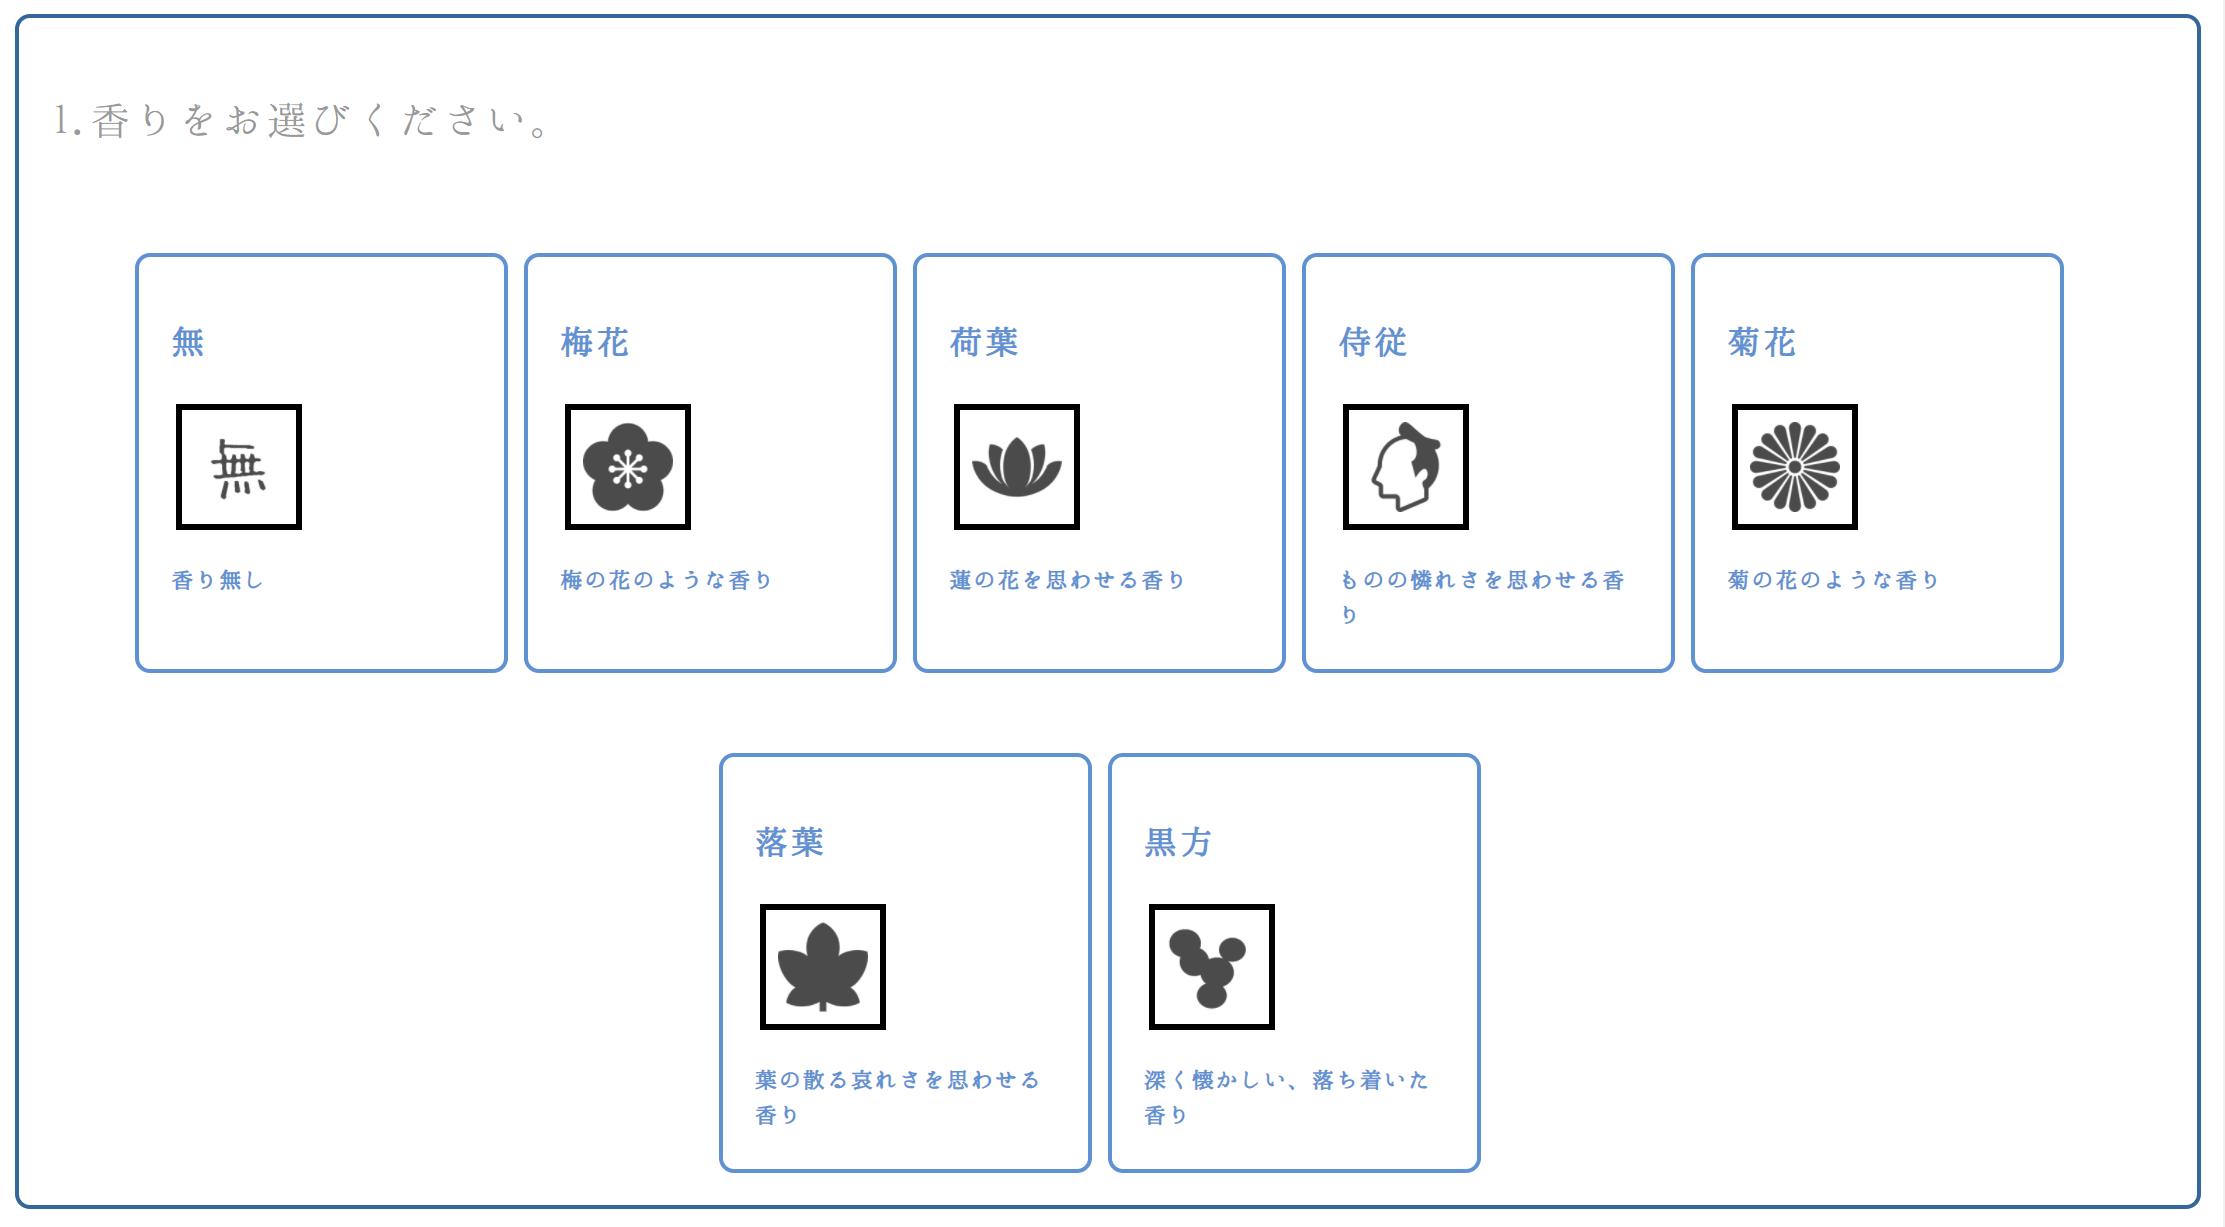 1.香りをお選びください。
無
梅花
荷葉
侍従
菊花
無
香り無し
梅の花のような香り
蓮の花を思わせる香り
ものの憐れさを思わせる香
り
菊の花のような香り
落葉
黒方
葉の散る哀れさを思わせる
香り
深く懐かしい、落ち着いた
香り